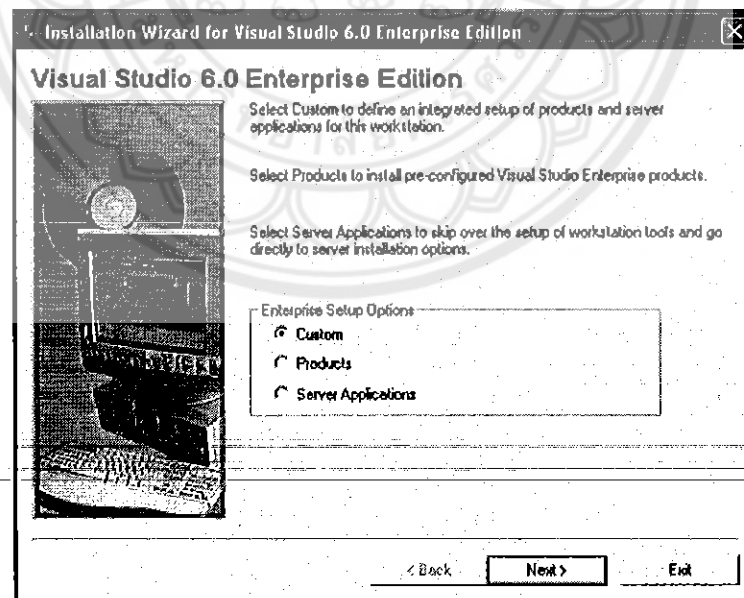 Installation Wizard for Visual Studio 6.0 Enterprise Edition
Visual Studio 6.0 Enterprise Edition
Select Custom to define an integrated setup of products and server
applications for this workstation.
Select Products to install pre-configured Visual Studio Enterprise products.
Select Server Applications to skip over the setup of workstation tools and go
directly to server installation options.
Enterprise Setup Options
Custom
Products
Server Applications
< Back
Next >
Exit